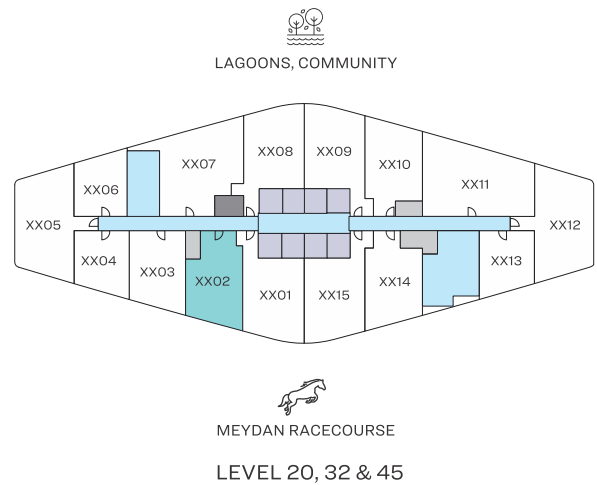 LAGOONS, COMMUNITY
XX08
XX09
XX07
XX10
XX06
XX11
XX05
XX12
XX04
XX03
XX02
XX01
XX15
XX14
XX13
MEYDAN RACECOURSE
LEVEL 20, 32 & 45